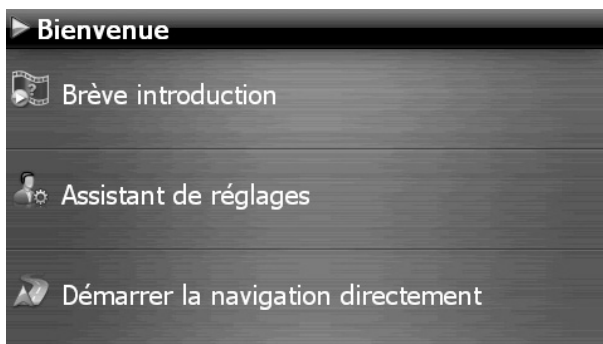 Bienvenue
Brève introduction
Assistant de réglages
Démarrer la navigation directement